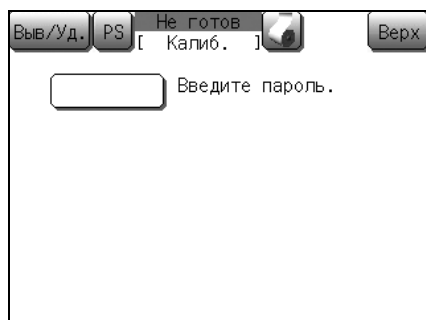 Выв/Уд. PS Не готов Верх
[ Калиб. ]
Введите пароль.